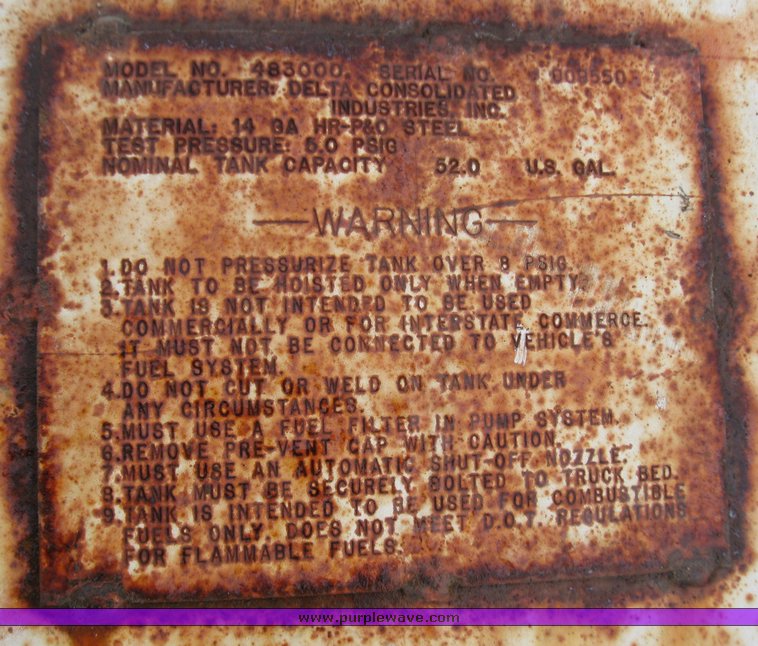 MODEL NO. 483000. SERIAL NO.
MANUFACTURER: DELTA CONSOLIDATED
INDUSTRIES, INC.
MATERIAL: 14 GA HR-P&O STEEL
TEST PRESSURE: 5.0 PSIG
NOMINAL TANK CAPACITY 52.0 U.S. GAL.
—WARNING—
1. DO NOT PRESSURIZE TANK OVER 8 PSIG.
2. TANK TO BE HOISTED ONLY WHEN EMPTY.
3. TANK IS NOT INTENDED TO BE USED
COMMERCIALLY OR FOR INTERSTATE COMMERCE.
IT MUST NOT BE CONNECTED TO VEHICLE'S
FUEL SYSTEM.
4. DO NOT CUT OR WELD ON TANK UNDER
ANY CIRCUMSTANCES.
5. MUST USE A FUEL FILTER IN PUMP SYSTEM.
6. REMOVE PRE-VENT CAP WITH CAUTION.
7. MUST USE AN AUTOMATIC SHUT-OFF NOZZLE.
8. TANK MUST BE SECURELY BOLTED TO TRUCK BED.
9. TANK IS INTENDED TO BE USED FOR COMBUSTIBLE
FUELS ONLY. DOES NOT MEET D.O.T. REGULATIONS
FOR FLAMMABLE FUELS.
www.purplewave.com